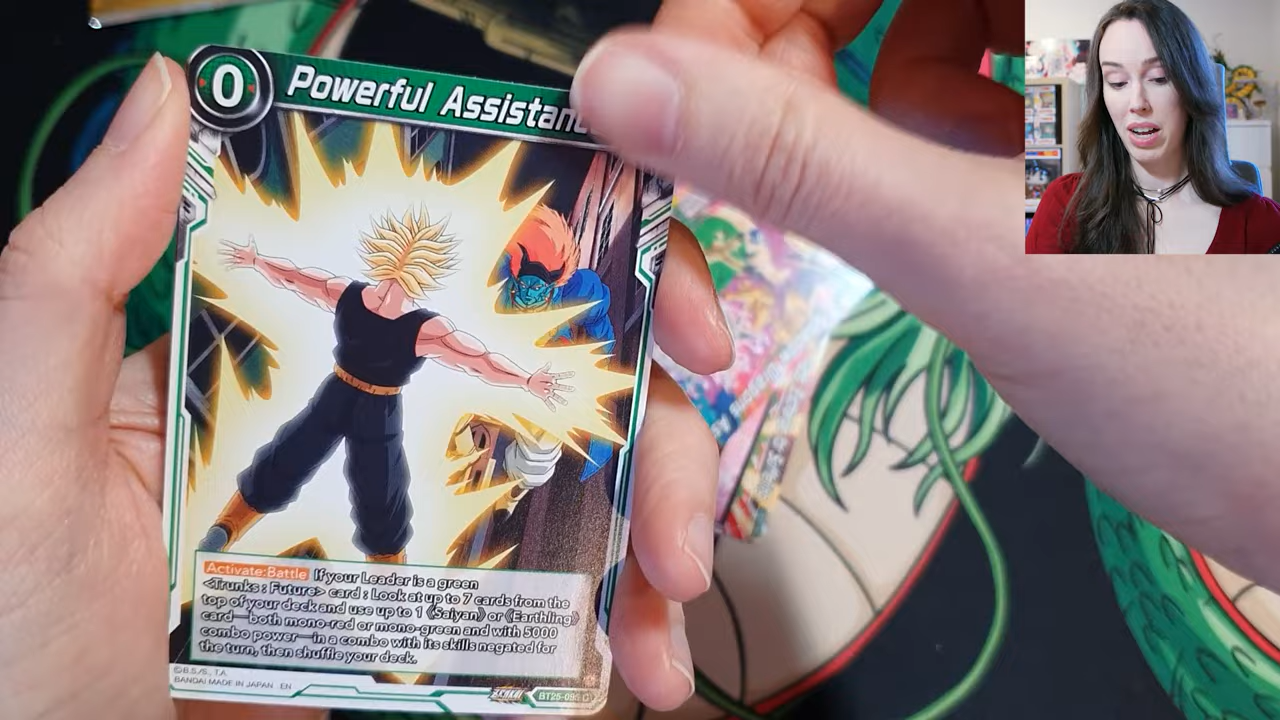 0
Powerful Assistan
Activate:Battle If your Leader is a green
<Trunks : Future> card : Look at up to 7 cards from the
top of your deck and use up to 1 《Saiyan》 or 《Earthling》
card—both mono-red or mono-green and with 5000
combo power—in a combo with its skills negated for
the turn, then shuffle your deck.
©B.S./S., T.A.
BANDAI MADE IN JAPAN EN